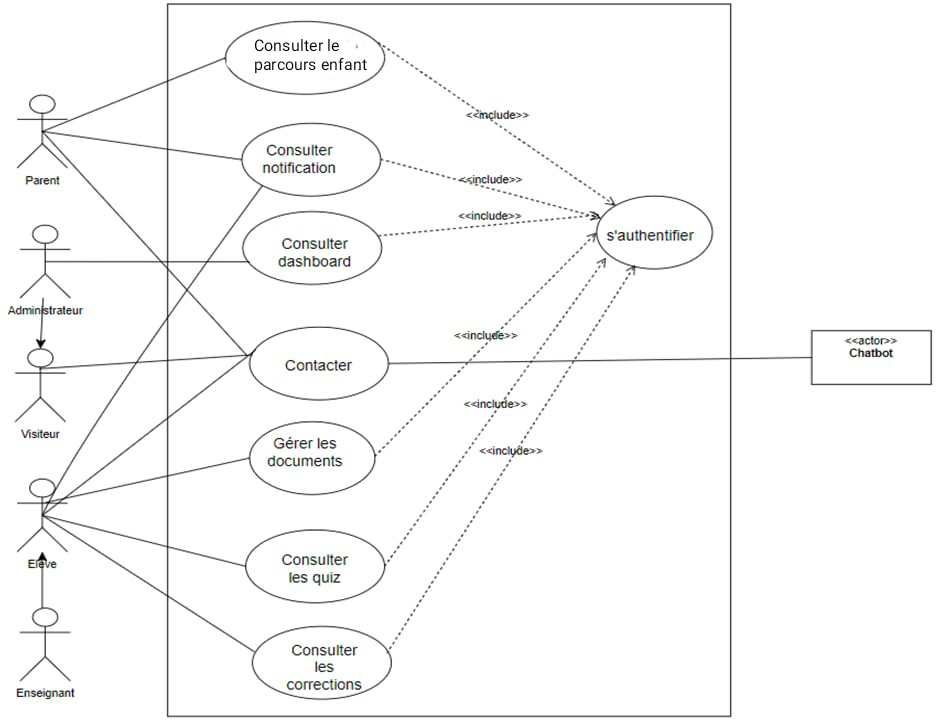 Consulter le
parcours enfant
<<include>>
Parent
Consulter
notification
<<include>>
<<include>>
s'authentifier
Consulter
dashboard
Administrateur
<<include>>
<<actor>>
Chatbot
Contacter
Visiteur
<<include>>
Gérer les
documents
<<include>>
Elève
Consulter
les quiz
Consulter
les
corrections
Enseignant